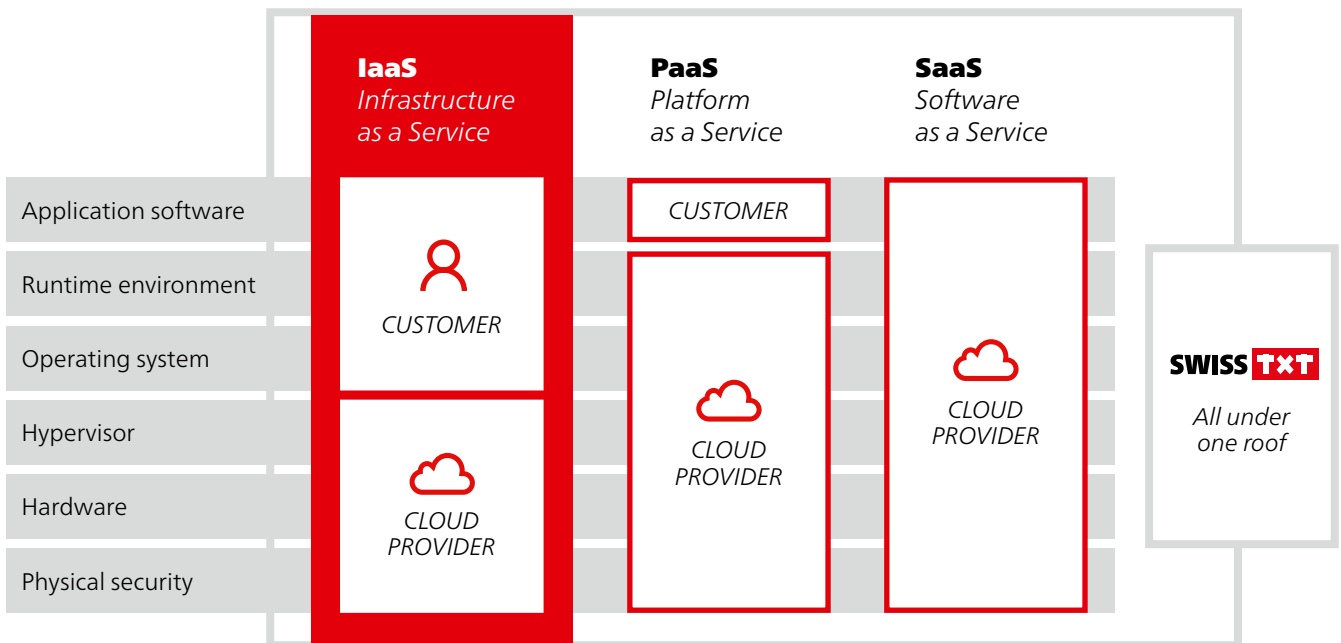 IaaS
Infrastructure
as a Service
PaaS
Platform
as a Service
SaaS
Software
as a Service
Application software
Runtime environment
Operating system
Hypervisor
Hardware
Physical security
CUSTOMER
CLOUD
PROVIDER
CUSTOMER
CLOUD
PROVIDER
CLOUD
PROVIDER
SWISS TXT
All under
one roof